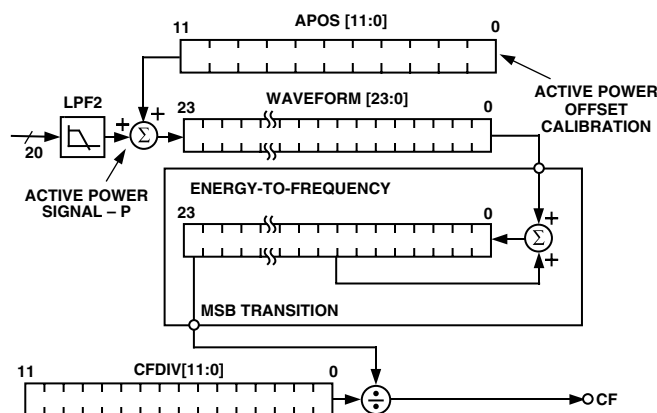 APOS [11:0]
11 0
ACTIVE POWER
OFFSET
CALIBRATION
LPF2
WAVEFORM [23:0]
23 0
+ +
Σ
20
ACTIVE POWER
SIGNAL – P
ENERGY-TO-FREQUENCY
23 0
+
Σ
+
MSB TRANSITION
CFDIV[11:0]
11 0
÷
CF